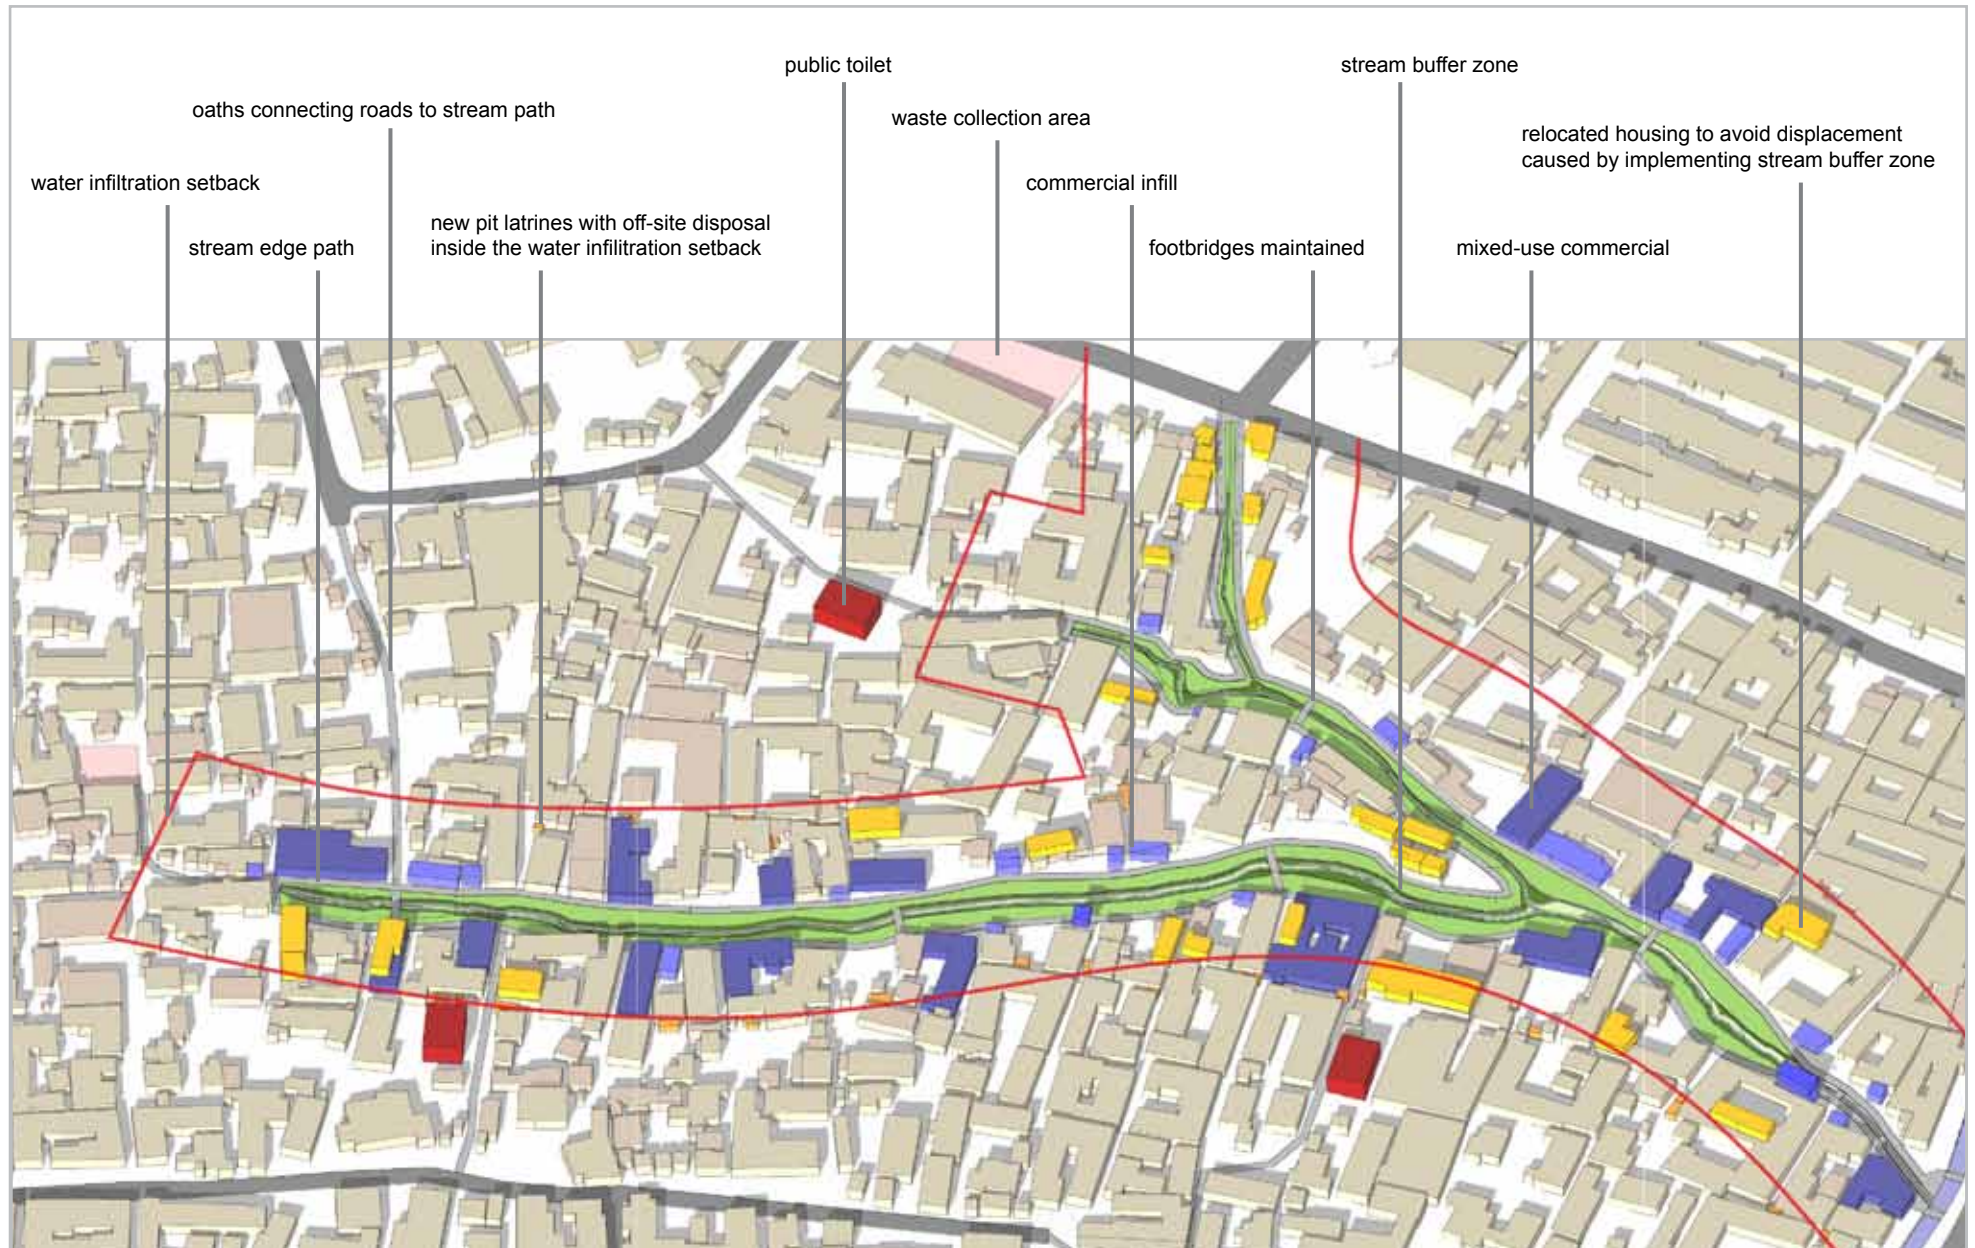 public toilet
stream buffer zone
oaths connecting roads to stream path
waste collection area
relocated housing to avoid displacement
caused by implementing stream buffer zone
water infiltration setback
commercial infill
new pit latrines with off-site disposal
inside the water infilitration setback
stream edge path
footbridges maintained
mixed-use commercial